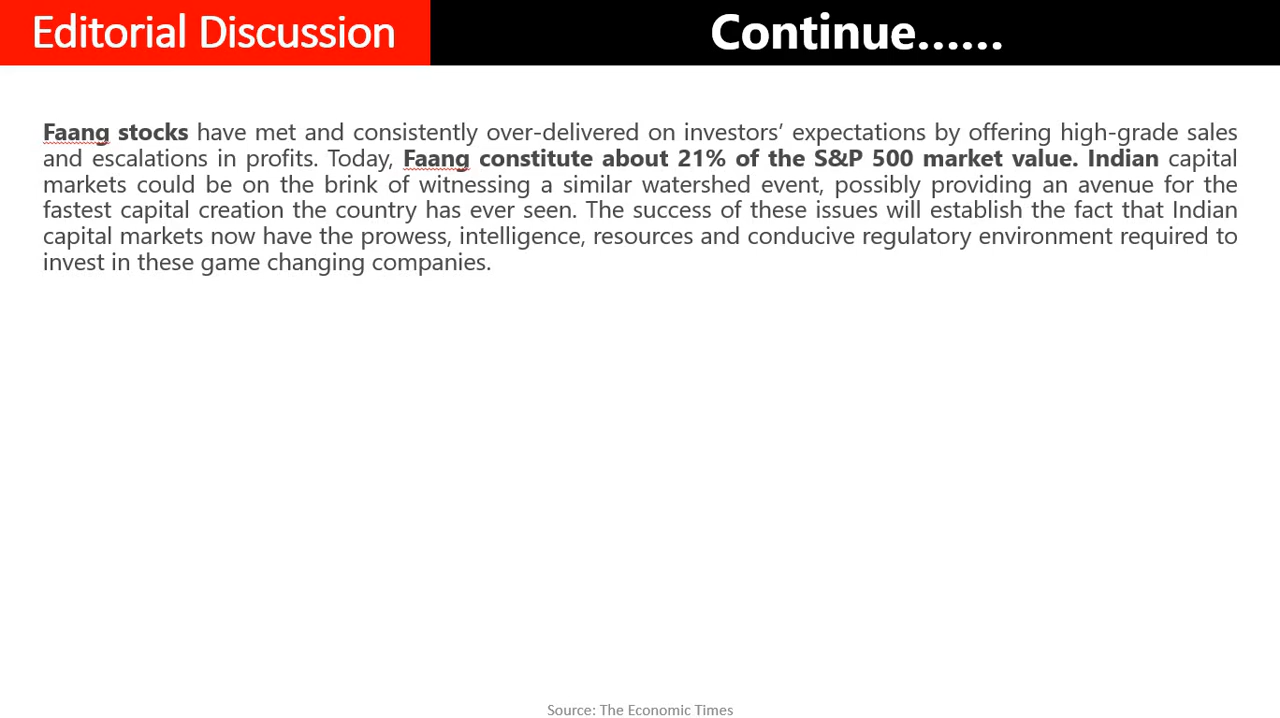 Editorial Discussion
Continue......
Faang stocks have met and consistently over-delivered on investors’ expectations by offering high-grade sales
and escalations in profits. Today, Faang constitute about 21% of the S&P 500 market value. Indian capital
markets could be on the brink of witnessing a similar watershed event, possibly providing an avenue for the
fastest capital creation the country has ever seen. The success of these issues will establish the fact that Indian
capital markets now have the prowess, intelligence, resources and conducive regulatory environment required to
invest in these game changing companies.
Source: The Economic Times